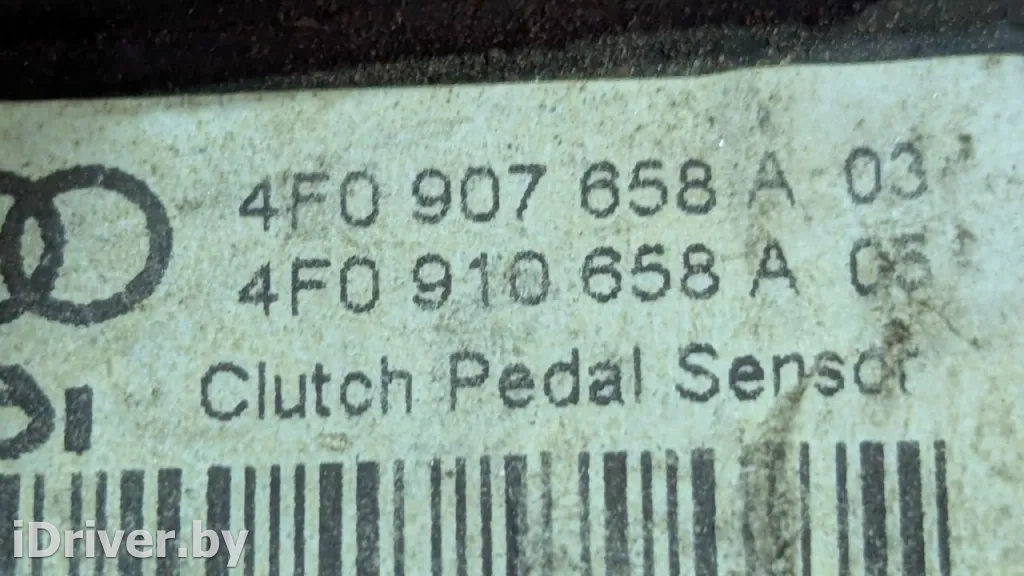 4F0 907 658 A 03
4F0 910 658 A 05
Clutch Pedal Sensor
iDriver.by